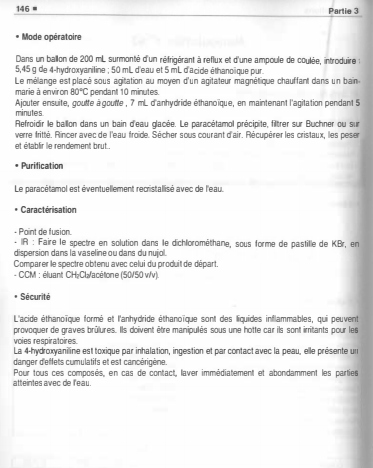 146 ■
Partie 3
• Mode opératoire
Dans un ballon de 200 mL surmonté d'un réfrigérant à reflux et d'une ampoule de coulée, introduire :
5,45 g de 4-hydroxyaniline ; 50 mL d'eau et 5 mL d'acide éthanoïque pur.
Le mélange est placé sous agitation au moyen d'un agitateur magnétique chauffant dans un bain-
marie à environ 80°C pendant 10 minutes.
Ajouter ensuite, goutte à goutte , 7 mL d'anhydride éthanoïque, en maintenant l'agitation pendant 5
minutes.
Refroidir le ballon dans un bain d'eau glacée. Le paracétamol précipite, filtrer sur Buchner ou sur
verre fritté. Rincer avec de l'eau froide. Sécher sous courant d'air. Récupérer les cristaux, les peser
et établir le rendement brut..
• Purification
Le paracétamol est éventuellement recristallisé avec de l'eau.
• Caractérisation
- Point de fusion.
- IR : Faire le spectre en solution dans le dichlorométhane, sous forme de pastille de KBr, en
dispersion dans la vaseline ou dans du nujol.
Comparer le spectre obtenu avec celui du produit de départ.
- CCM : éluant CH₂Cl₂/acétone (50/50 v/v)
• Sécurité
L'acide éthanoïque formé et l'anhydride éthanoïque sont des liquides inflammables, qui peuvent
provoquer de graves brûlures. Ils doivent être manipulés sous une hotte car ils sont irritants pour les
voies respiratoires.
La 4-hydroxyaniline est toxique par inhalation, ingestion et par contact avec la peau, elle présente un
danger d'effets cumulatifs et est cancérigène.
Pour tous ces composés, en cas de contact, laver immédiatement et abondamment les parties
atteintes avec de l'eau.